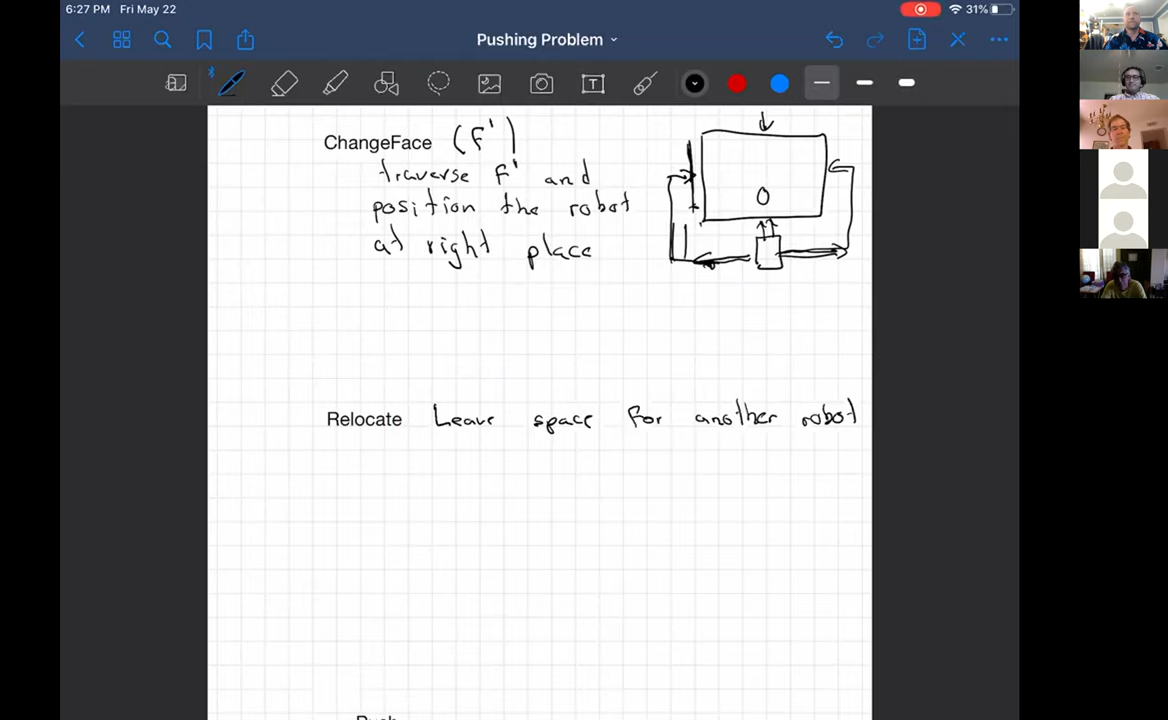 6:27 PM Fri May 22
31%
Pushing Problem
ChangeFace (F')
traverse F' and
position the robot
at right place
O
Relocate Leave space for another robot